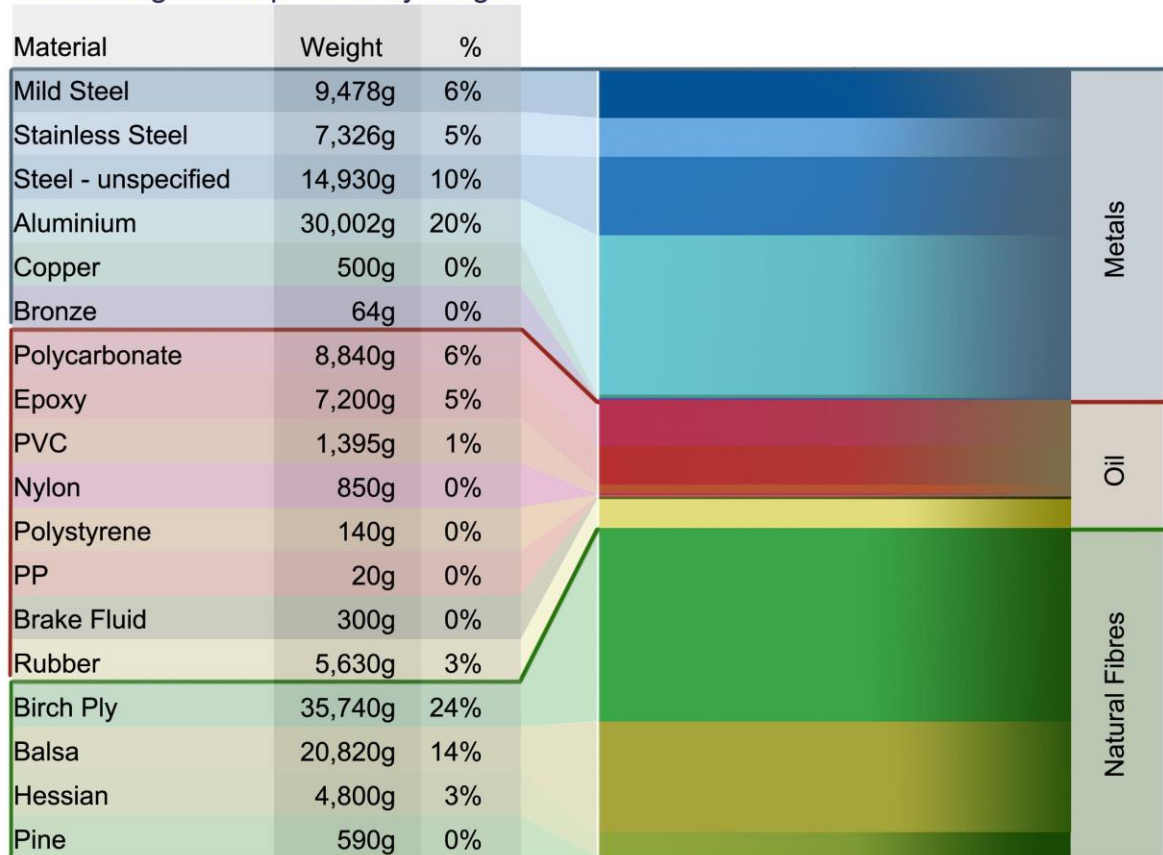 Material Weight %
Mild Steel 9,478g 6%
Stainless Steel 7,326g 5%
Steel - unspecified 14,930g 10%
Aluminium 30,002g 20%
Copper 500g 0%
Bronze 64g 0%
Polycarbonate 8,840g 6%
Epoxy 7,200g 5%
PVC 1,395g 1%
Nylon 850g 0%
Polystyrene 140g 0%
PP 20g 0%
Brake Fluid 300g 0%
Rubber 5,630g 3%
Birch Ply 35,740g 24%
Balsa 20,820g 14%
Hessian 4,800g 3%
Pine 590g 0%
Metals
Oil
Natural Fibres